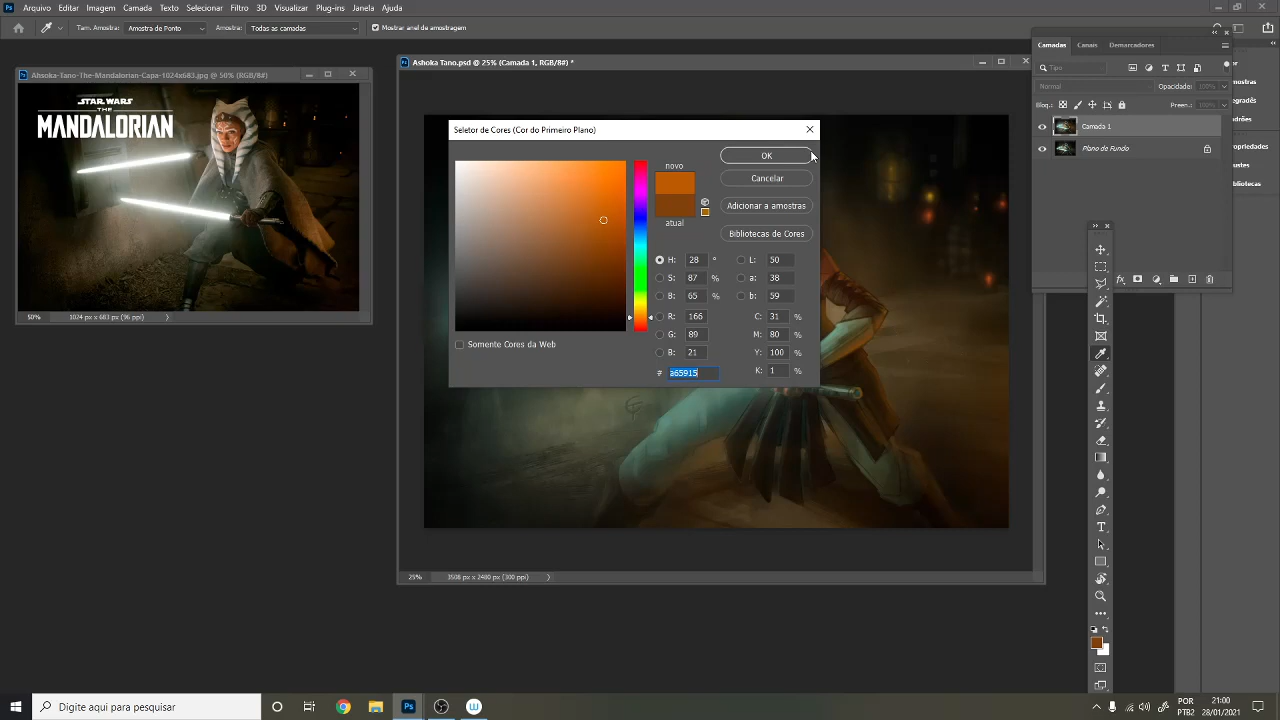 Arquivo Editar Imagem Camada Texto Selecionar Filtro 3D Visualizar Plug-ins Janela Ajuda
Tam. Amostra: Amostra de Ponto Amostra: Todas as camadas Mostrar anel de amostragem
Ahsoka-Tano-The-Mandalorian-Capa-1024x683.jpg @ 50% (RGB/8#)
STAR WARS
THE
MANDALORIAN
50% 1024 px x 683 px (96 ppi)
Ashoka Tano.psd @ 25% (Camada 1, RGB/8#) *
25% 3508 px x 2480 px (300 ppi)
Seletor de Cores (Cor do Primeiro Plano)
novo
atual
OK
Cancelar
Adicionar a amostras
Bibliotecas de Cores
H: 28 °
S: 87 %
B: 65 %
R: 166
G: 89
B: 21
# a65915
L: 50
a: 38
b: 59
C: 31 %
M: 80 %
Y: 100 %
K: 1 %
Somente Cores da Web
Camadas Canais Demarcadores
Tipo
Normal Opacidade: 100%
Bloq.: Preen.: 100%
Camada 1
Plano de Fundo
Digite aqui para pesquisar
POR
PTB2
21:00
28/01/2021